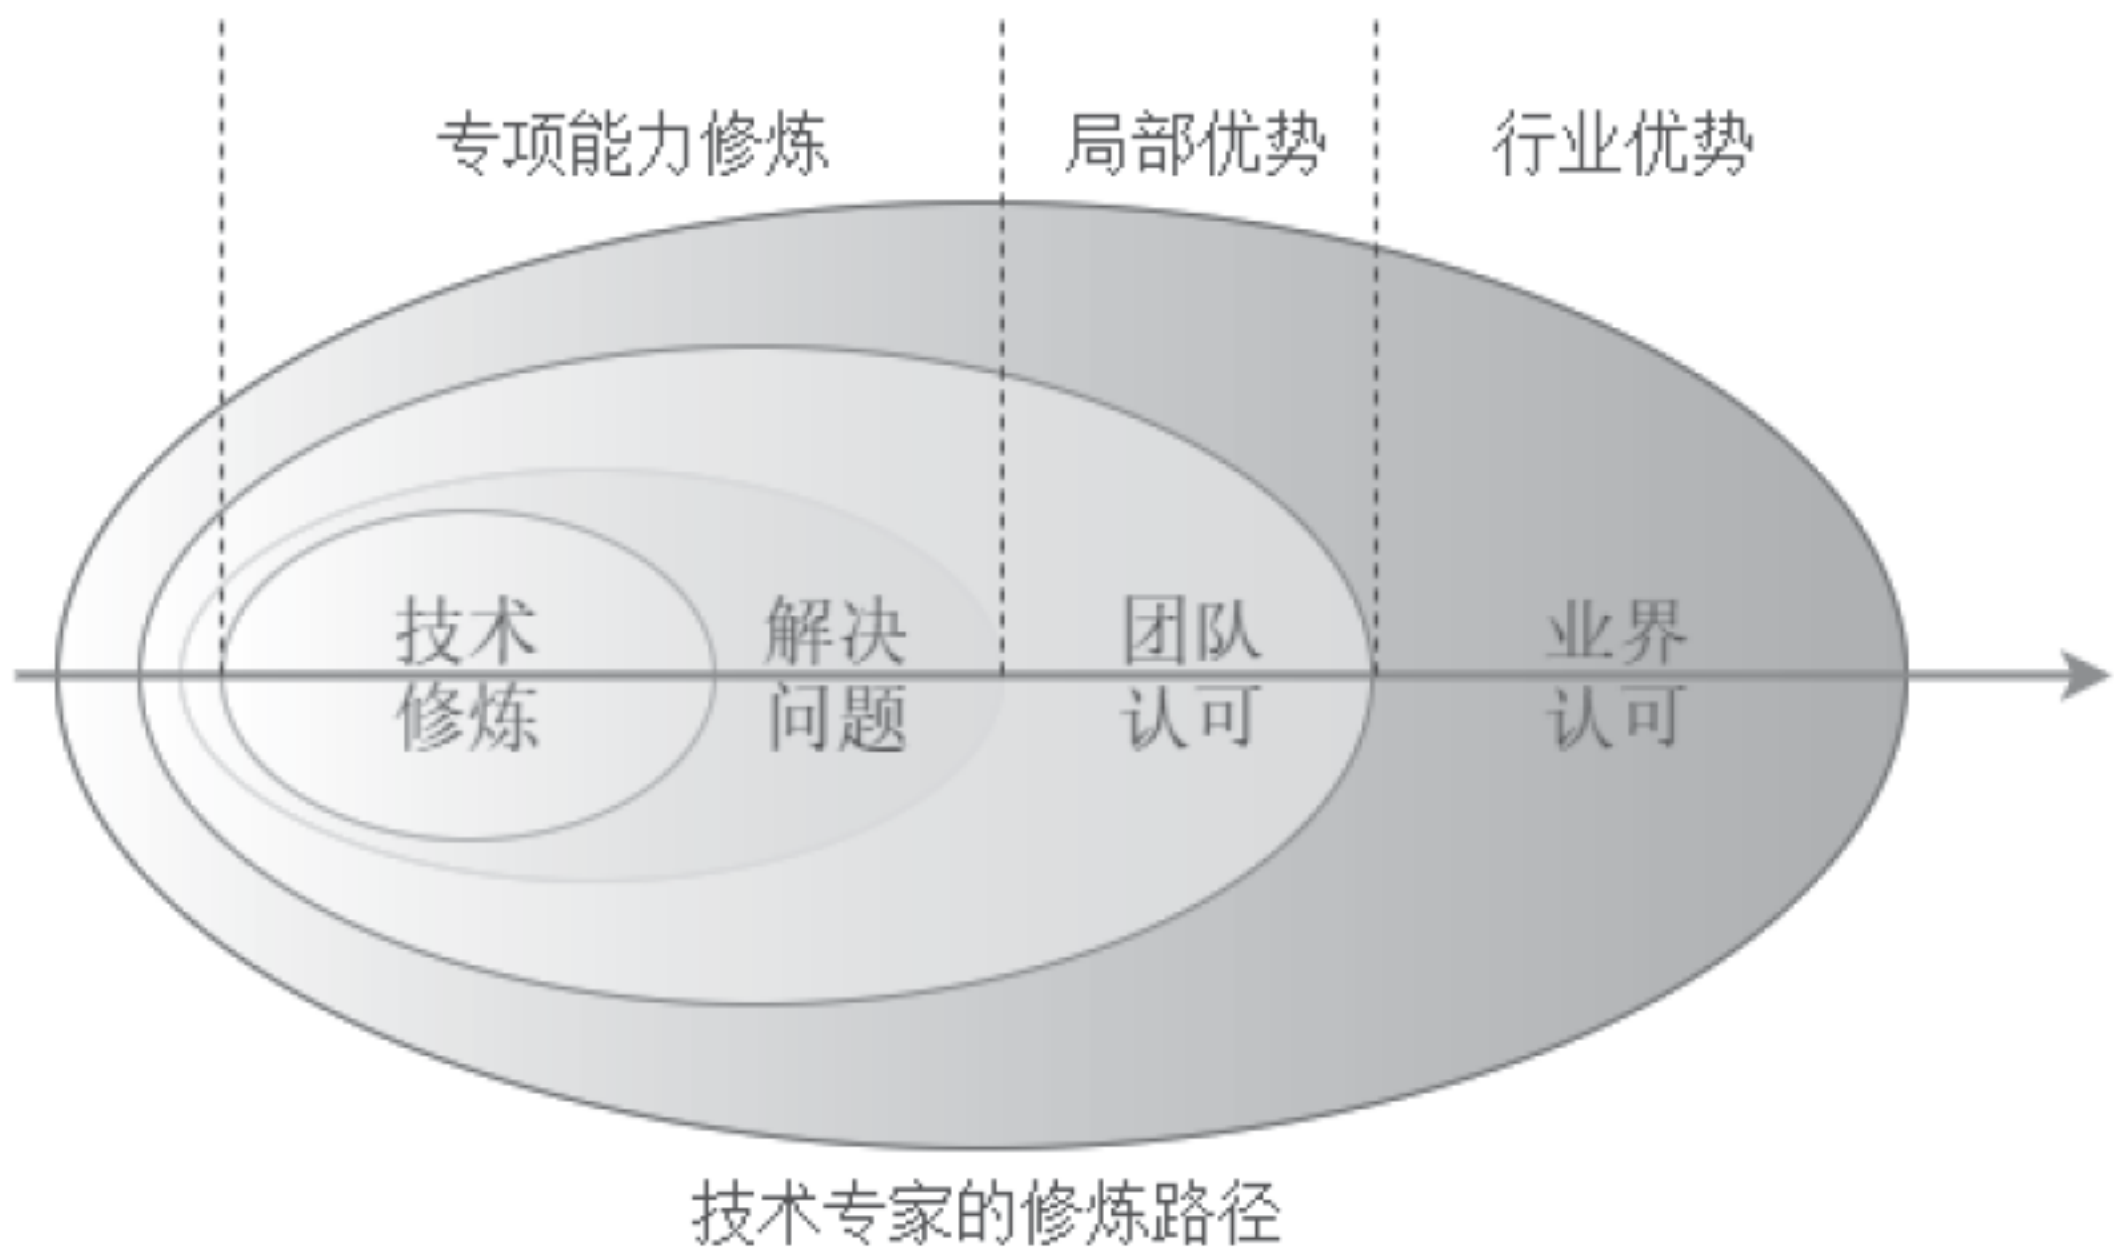 专项能力修炼
局部优势
行业优势
技术
修炼
解决
问题
团队
认可
业界
认可
技术专家的修炼路径